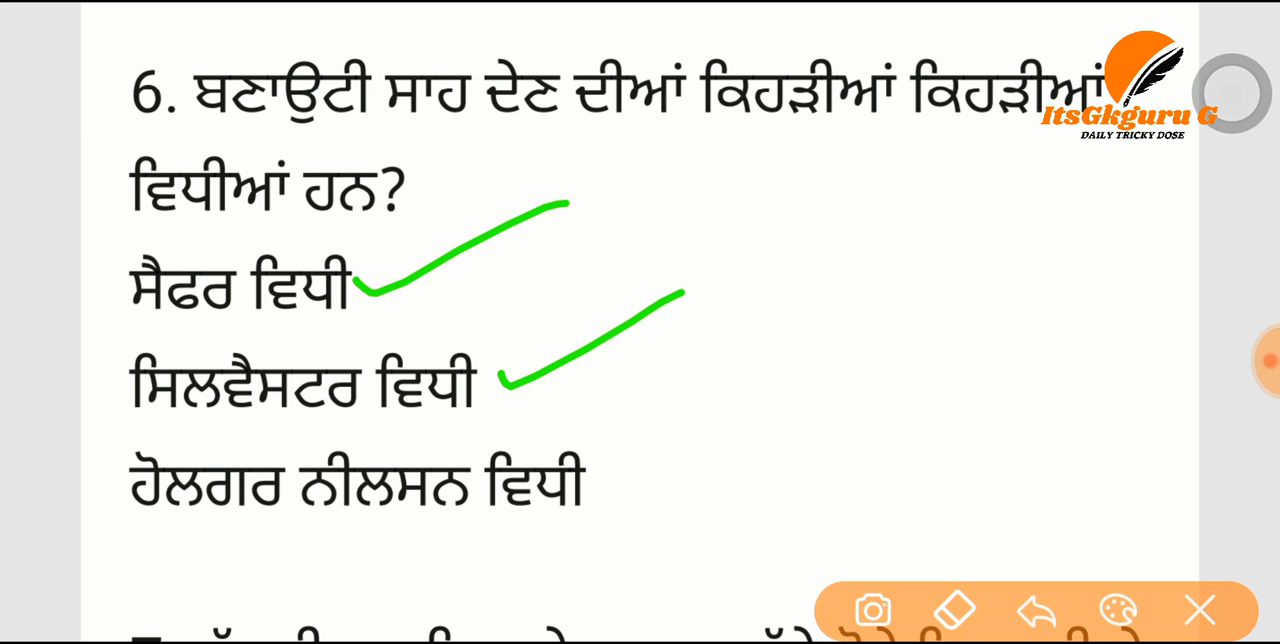 6. ਬਣਾਉਟੀ ਸਾਹ ਦੇਣ ਦੀਆਂ ਕਿਹੜੀਆਂ ਕਿਹੜੀਆਂ
ItsGkguru G
DAILY TRICKY DOSE
ਵਿਧੀਆਂ ਹਨ?
ਸੈਫਰ ਵਿਧੀ
ਸਿਲਵੈਸਟਰ ਵਿਧੀ
ਹੋਲਗਰ ਨੀਲਸਨ ਵਿਧੀ